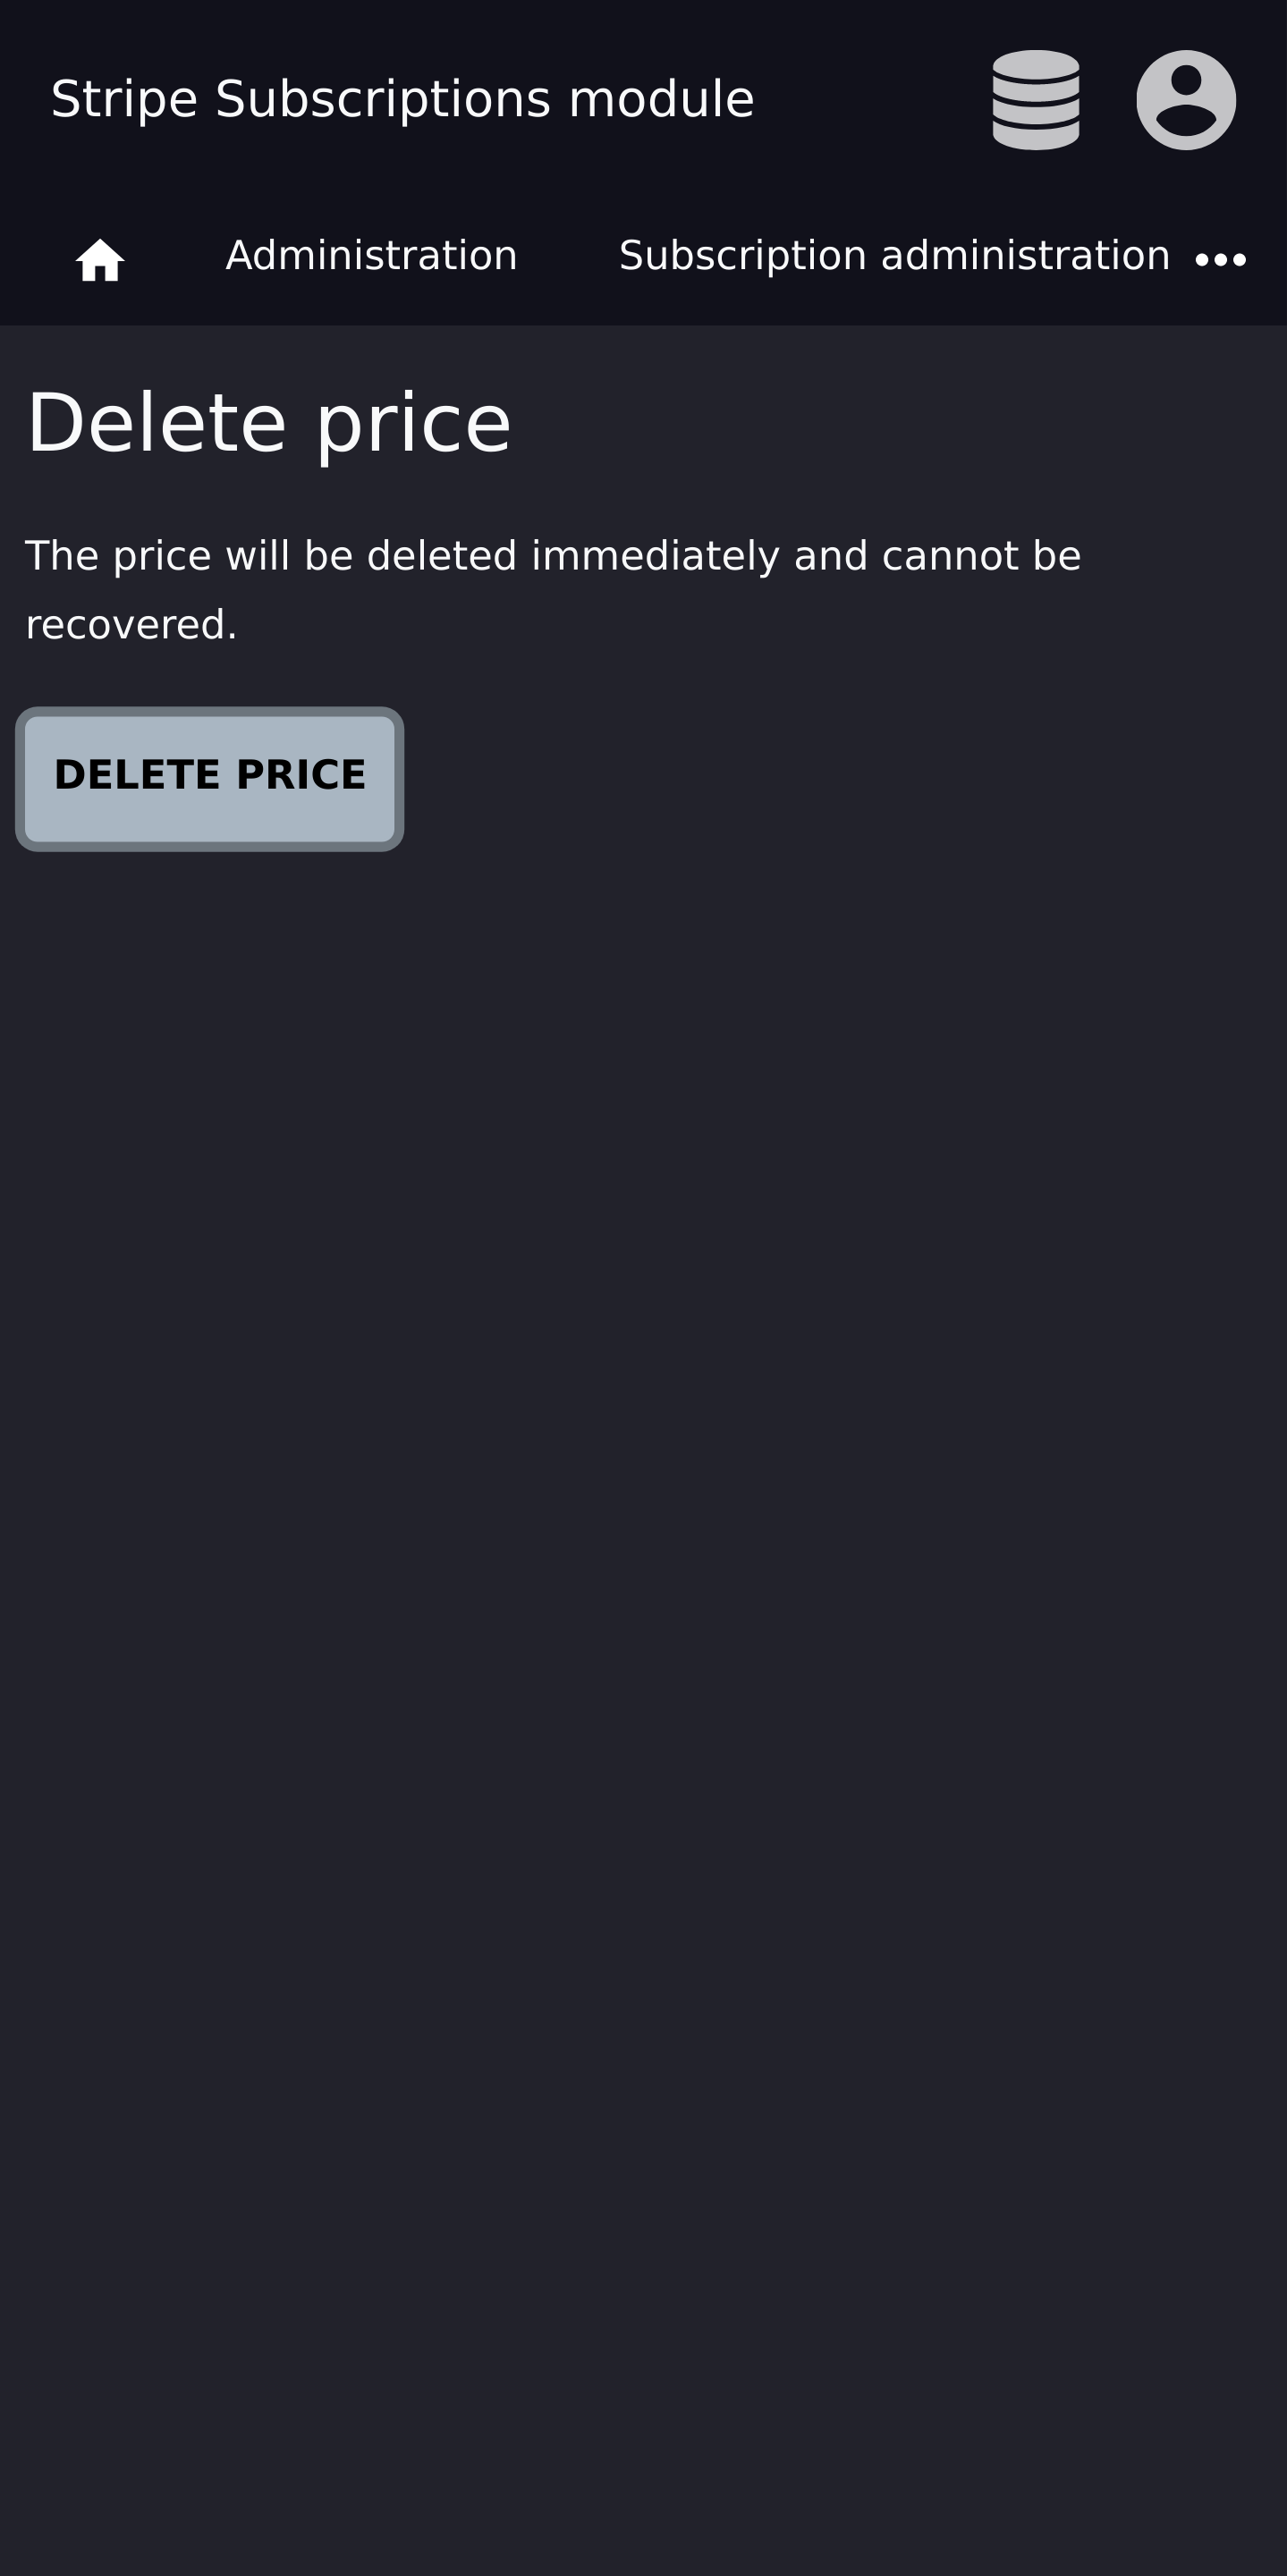 Stripe Subscriptions module
Administration Subscription administration
Delete price
The price will be deleted immediately and cannot be
recovered.
DELETE PRICE